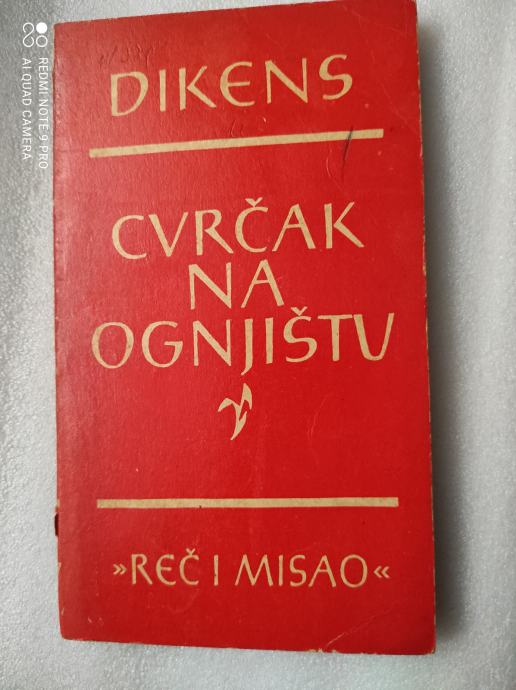 DIKENS
CVRČAK
NA
OGNJIŠTU
»REČ I MISAO«
REDMI NOTE 9 PRO
AI QUAD CAMERA